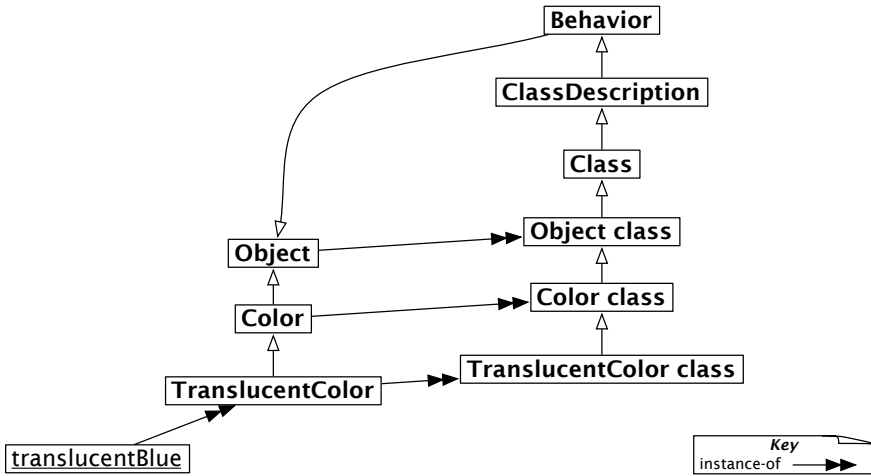 Behavior
ClassDescription
Class
Object class
Object
Color class
Color
TranslucentColor class
TranslucentColor
translucentBlue
Key
instance-of